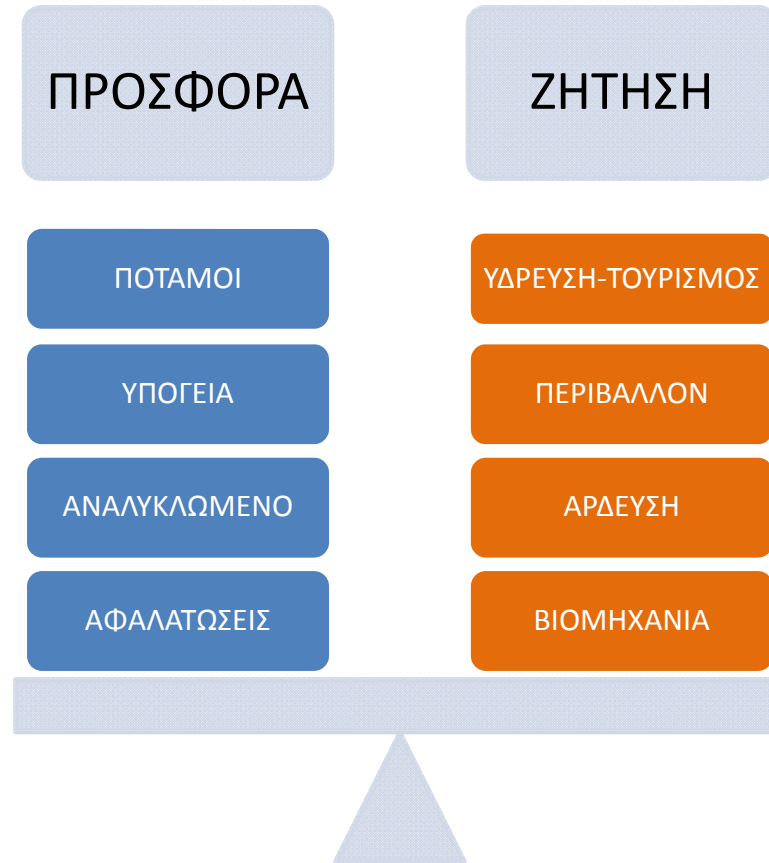 ΠΡΟΣΦΟΡΑ
ΖΗΤΗΣΗ
ΠΟΤΑΜΟΙ
ΥΔΡΕΥΣΗ-ΤΟΥΡΙΣΜΟΣ
ΥΠΟΓΕΙΑ
ΠΕΡΙΒΑΛΛΟΝ
ΑΝΑΛΥΚΛΩΜΕΝΟ
ΑΡΔΕΥΣΗ
ΑΦΑΛΑΤΩΣΕΙΣ
ΒΙΟΜΗΧΑΝΙΑ